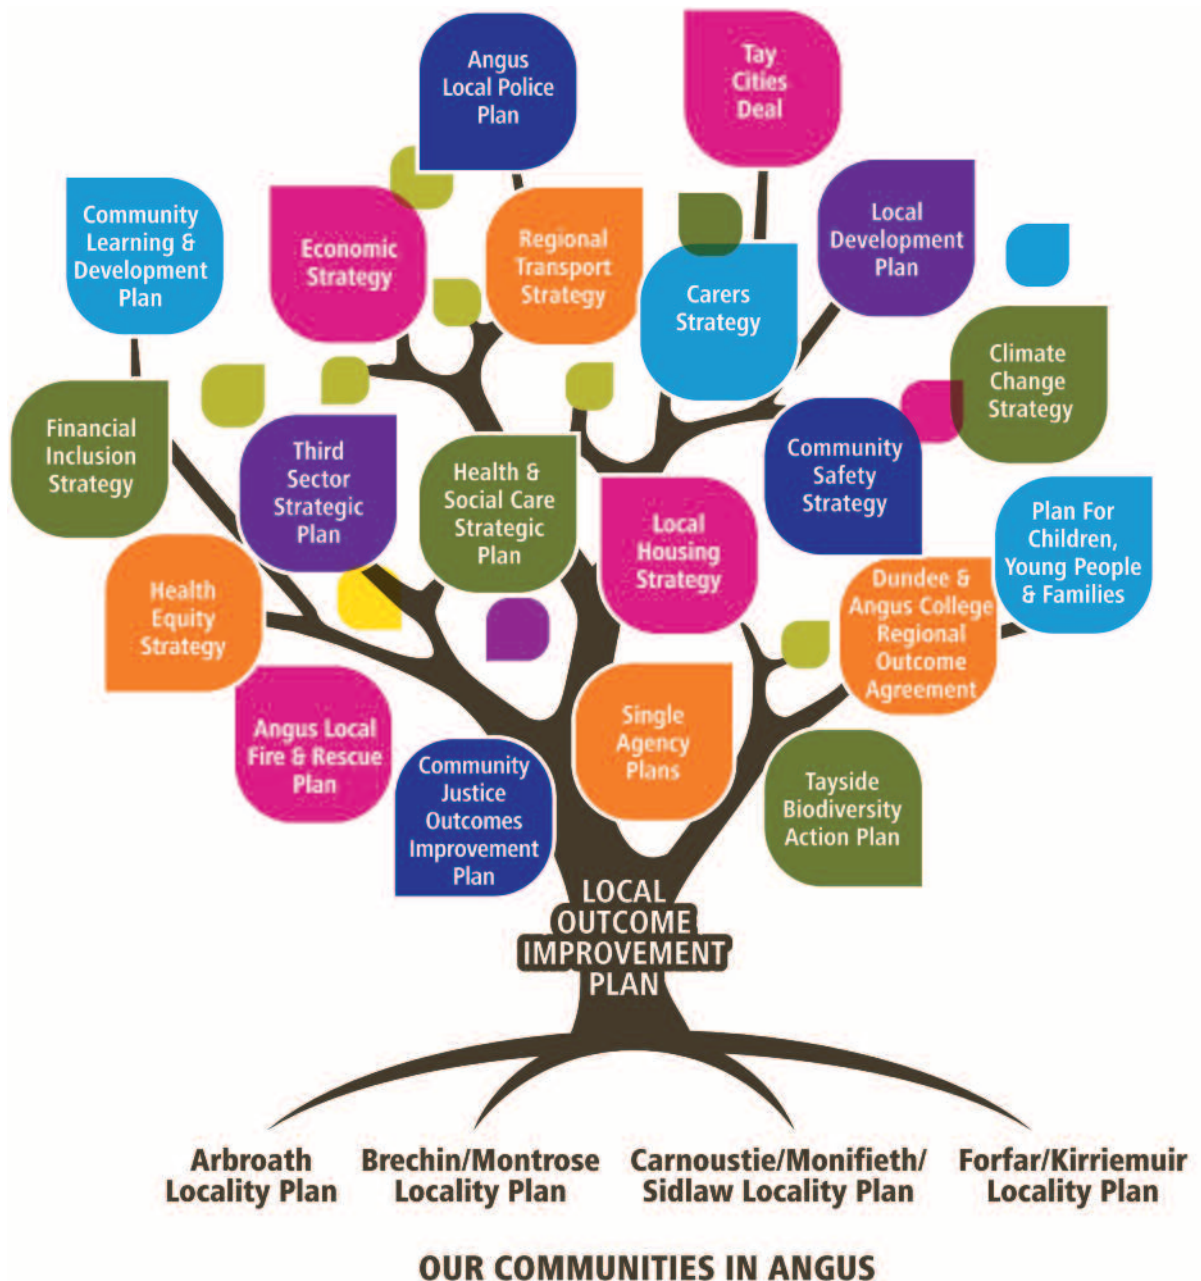 Angus
Local Police
Plan
Tay
Cities
Deal
Community
Learning &
Development
Plan
Economic
Strategy
Regional
Transport
Strategy
Carers
Strategy
Local
Development
Plan
Climate
Change
Strategy
Financial
Inclusion
Strategy
Third
Sector
Strategic
Plan
Health &
Social Care
Strategic
Plan
Local
Housing
Strategy
Community
Safety
Strategy
Plan For
Children,
Young People
& Families
Health
Equity
Strategy
Dundee &
Angus College
Regional
Outcome
Agreement
Angus Local
Fire & Rescue
Plan
Community
Justice
Outcomes
Improvement
Plan
Single
Agency
Plans
Tayside
Biodiversity
Action Plan
LOCAL
OUTCOME
IMPROVEMENT
PLAN
Arbroath
Locality Plan
Brechin/Montrose
Locality Plan
Carnoustie/Monifieth/
Sidlaw Locality Plan
Forfar/Kirriemuir
Locality Plan
OUR COMMUNITIES IN ANGUS